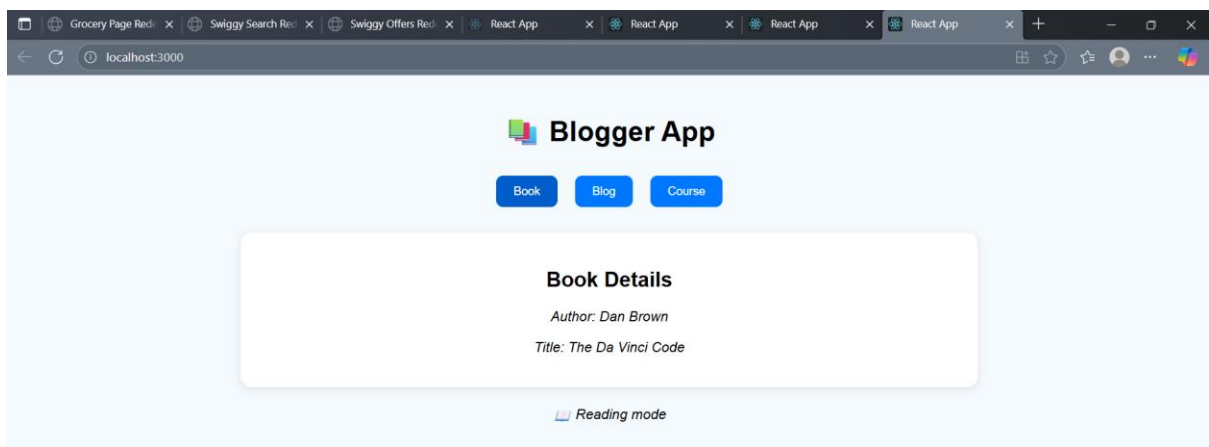 Grocery Page Rede Swiggy Search Red Swiggy Offers Red React App React App React App React App
localhost:3000
Blogger App
Book Blog Course
Book Details
Author: Dan Brown
Title: The Da Vinci Code
Reading mode